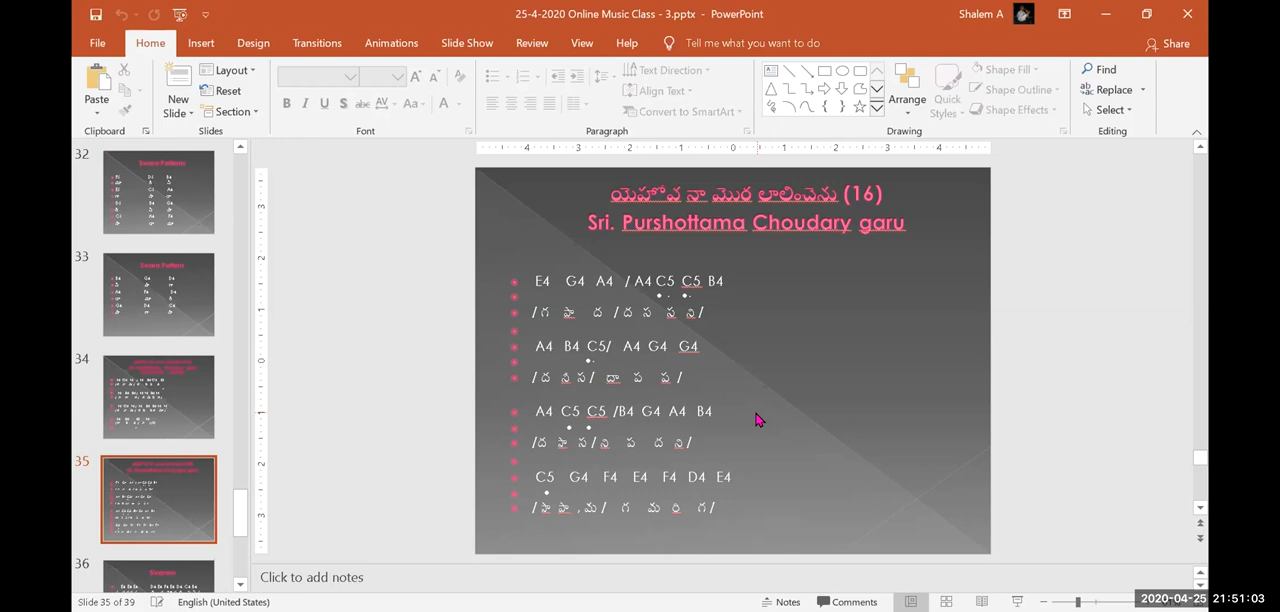 25-4-2020 Online Music Class - 3.pptx - PowerPoint
Shalem A
File Home Insert Design Transitions Animations Slide Show Review View Help Tell me what you want to do Share
Paste
New Slide
Layout
Reset
Section
B I U S abc AV Aa A
Text Direction
Align Text
Convert to SmartArt
Arrange
Quick Styles
Shape Fill
Shape Outline
Shape Effects
Find
Replace
Select
Clipboard Slides Font Paragraph Drawing Editing
32
33
34
35
36
యెహోవ నా మొర లాలించెను (16)
Sri. Purshottama Choudary garu
E4 G4 A4 / A4 C5 C5 B4
/గ పా ద /ద స స ని/
A4 B4 C5/ A4 G4 G4
/ద ని స/ దా ప ప /
A4 C5 C5 /B4 G4 A4 B4
/ద సా స/ని ప ద ని/
C5 G4 F4 E4 F4 D4 E4
/సా పా ,మ/ గ మ రి గ/
Click to add notes
Slide 35 of 39 English (United States) Notes Comments
2020-04-25 21:51:03